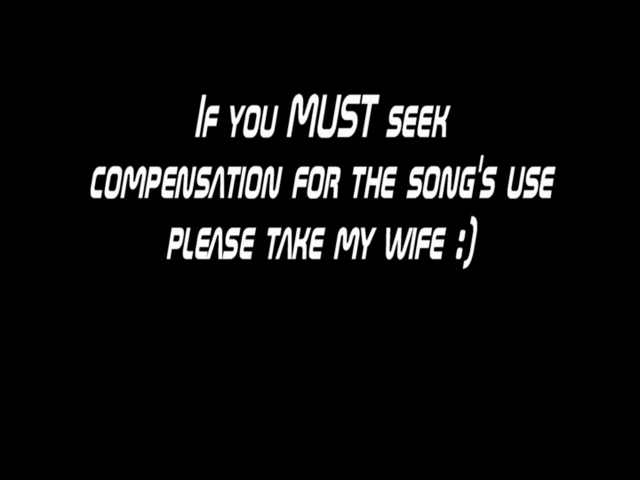 If you MUST seek
compensation for the song's use
please take my wife :)